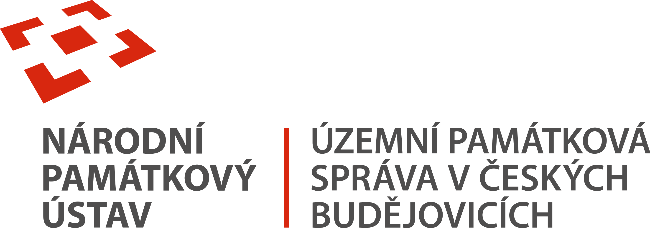 NÁRODNÍ
PAMÁTKOVÝ
ÚSTAV
ÚZEMNÍ PAMÁTKOVÁ
SPRÁVA V ČESKÝCH
BUDĚJOVICÍCH